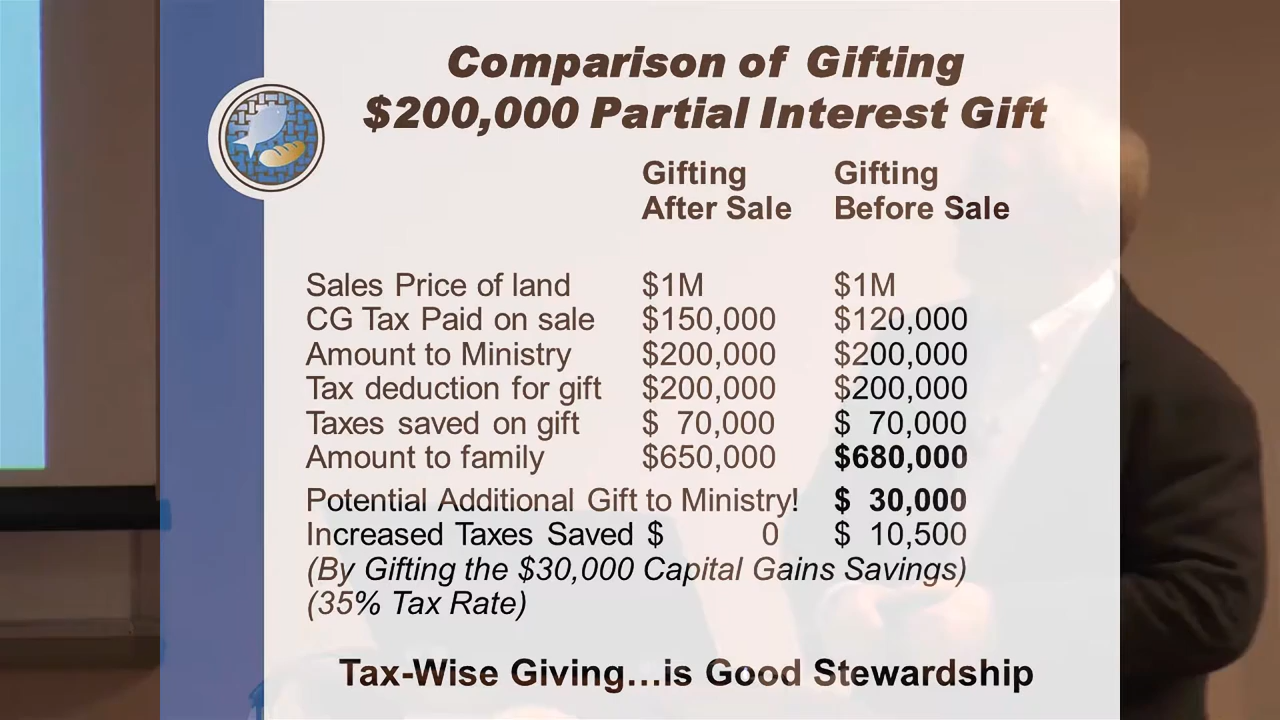 Comparison of Gifting
$200,000 Partial Interest Gift
Gifting Gifting
After Sale Before Sale
Sales Price of land $1M $1M
CG Tax Paid on sale $150,000 $120,000
Amount to Ministry $200,000 $200,000
Tax deduction for gift $200,000 $200,000
Taxes saved on gift $ 70,000 $ 70,000
Amount to family $650,000 $680,000
Potential Additional Gift to Ministry! $ 30,000
Increased Taxes Saved $ 0 $ 10,500
(By Gifting the $30,000 Capital Gains Savings)
(35% Tax Rate)
Tax-Wise Giving...is Good Stewardship